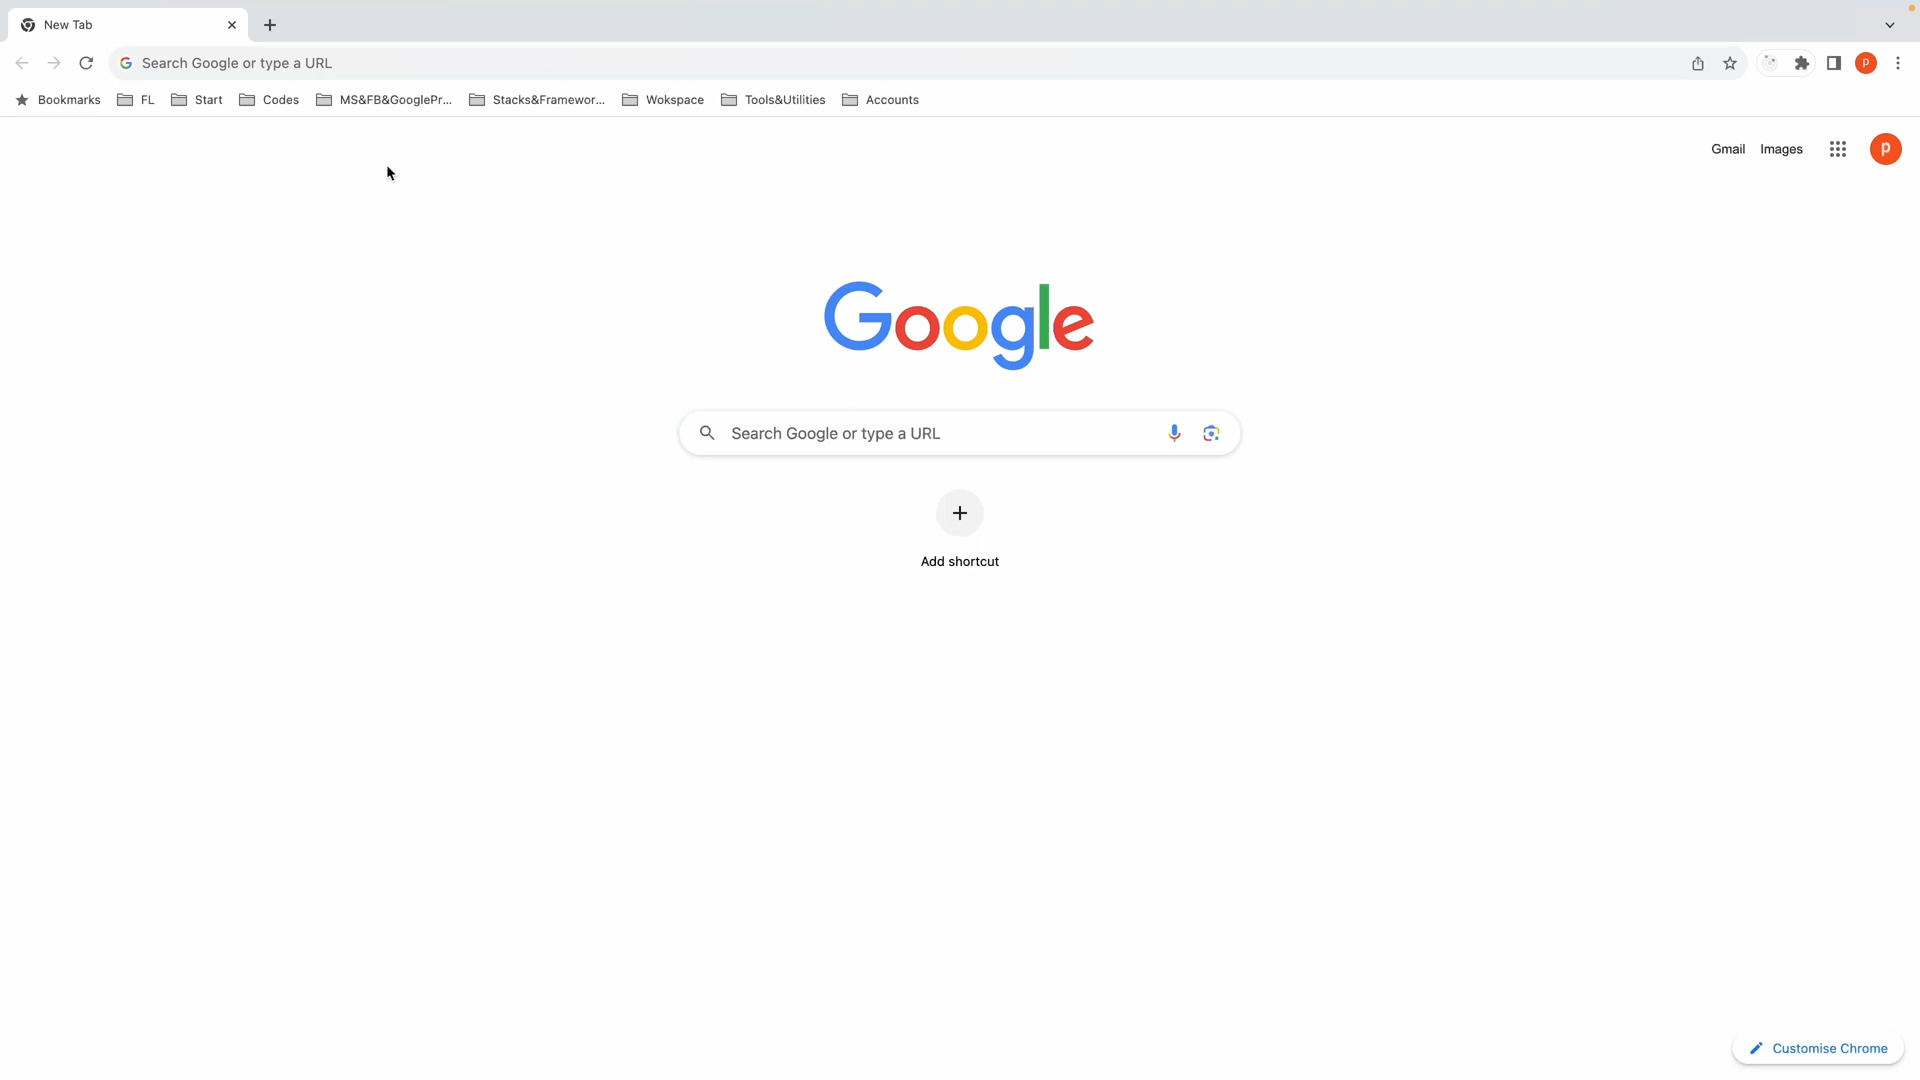 New Tab
Search Google or type a URL
P
Bookmarks FL Start Codes MS&FB&GooglePr... Stacks&Framewor... Wokspace Tools&Utilities Accounts
Gmail Images p
Google
Search Google or type a URL
Add shortcut
Customise Chrome